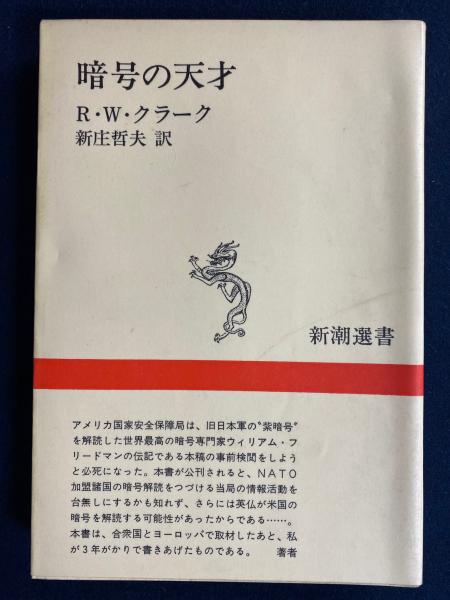 暗号の天才
R・W・クラーク
新庄哲夫 訳
新潮選書
アメリカ国家安全保障局は、旧日本軍の〝紫暗号〟
を解読した世界最高の暗号専門家ウィリアム・フ
リードマンの伝記である本稿の事前検閲をしよう
と必死になった。本書が公刊されると、NATO
加盟諸国の暗号解読をつづける当局の情報活動を
台無しにするかも知れず、さらには英仏が米国の
暗号を解読する可能性があったからである……。
本書は、合衆国とヨーロッパで取材したあと、私
が3年がかりで書きあげたものである。 著者